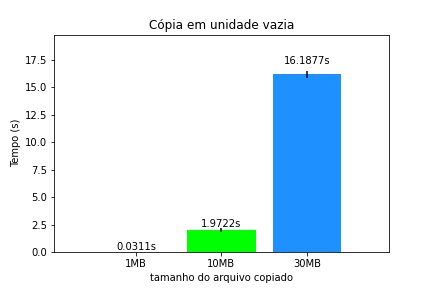 Cópia em unidade vazia
Tempo (s)
17.5
15.0
12.5
10.0
7.5
5.0
2.5
0.0
0.0311s
1.9722s
16.1877s
1MB
10MB
30MB
tamanho do arquivo copiado